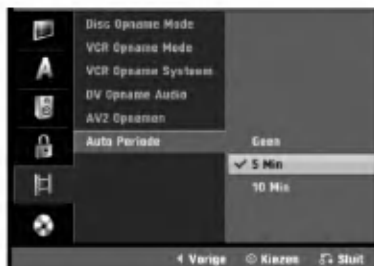 Disc Opname Mode
VCR Opname Mode
VCR Opname Systeem
DV Opname Audio
AV2 Opnemen
Auto Periode
Geen
✓ 5 Min
10 Min
Vorige Kiezen Sluit